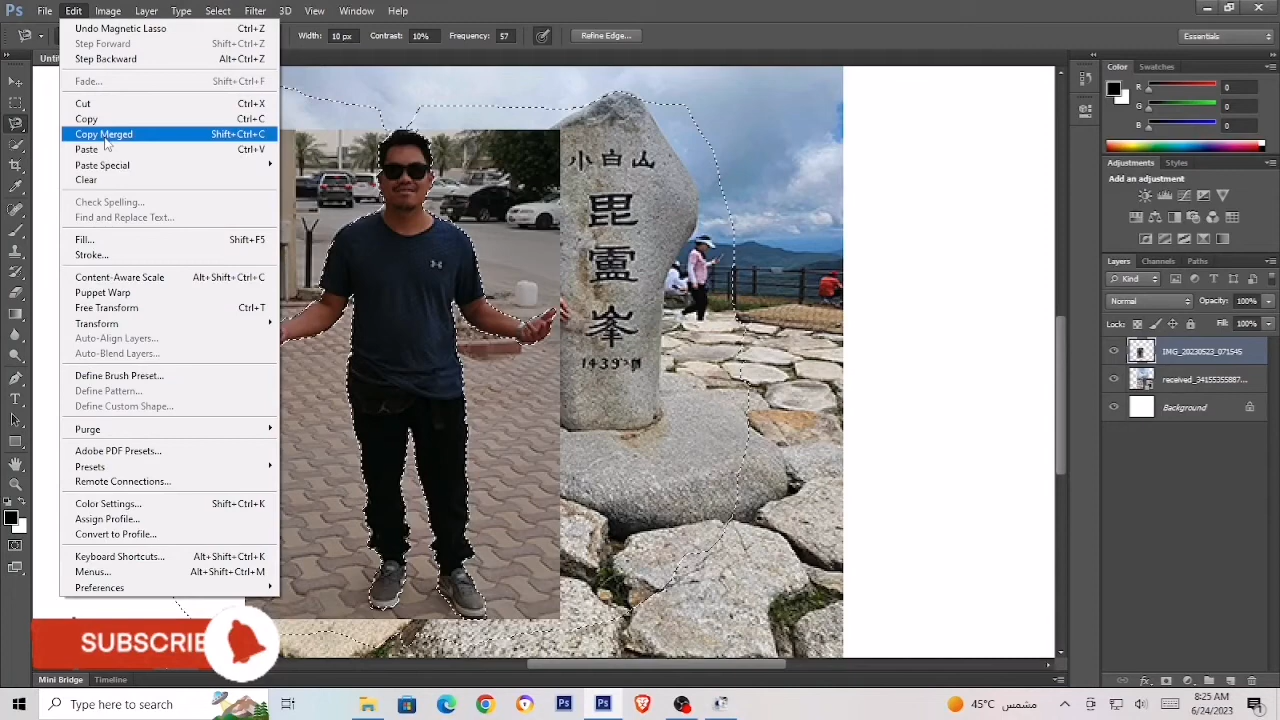 Ps File Edit Image Layer Type Select Filter 3D View Window Help
Width: 10 px Contrast: 10% Frequency: 57 Refine Edge... Essentials
Undo Magnetic Lasso Ctrl+Z
Step Forward Shift+Ctrl+Z
Step Backward Alt+Ctrl+Z
Fade... Shift+Ctrl+F
Cut Ctrl+X
Copy Ctrl+C
Copy Merged Shift+Ctrl+C
Paste Ctrl+V
Paste Special
Clear
Check Spelling...
Find and Replace Text...
Fill... Shift+F5
Stroke...
Content-Aware Scale Alt+Shift+Ctrl+C
Puppet Warp
Free Transform Ctrl+T
Transform
Auto-Align Layers...
Auto-Blend Layers...
Define Brush Preset...
Define Pattern...
Define Custom Shape...
Purge
Adobe PDF Presets...
Presets
Remote Connections...
Color Settings... Shift+Ctrl+K
Assign Profile...
Convert to Profile...
Keyboard Shortcuts... Alt+Shift+Ctrl+K
Menus... Alt+Shift+Ctrl+M
Preferences
小白山
毘
盧
峯
Color Swatches
R 0
G 0
B 0
Adjustments Styles
Add an adjustment
Layers Channels Paths
Kind
Normal Opacity: 100%
Lock: Fill: 100%
IMG_20230523_071545
received_34155355887...
Background
SUBSCRIBE
Mini Bridge Timeline
Type here to search
45°C مشمس
8:25 AM
6/24/2023